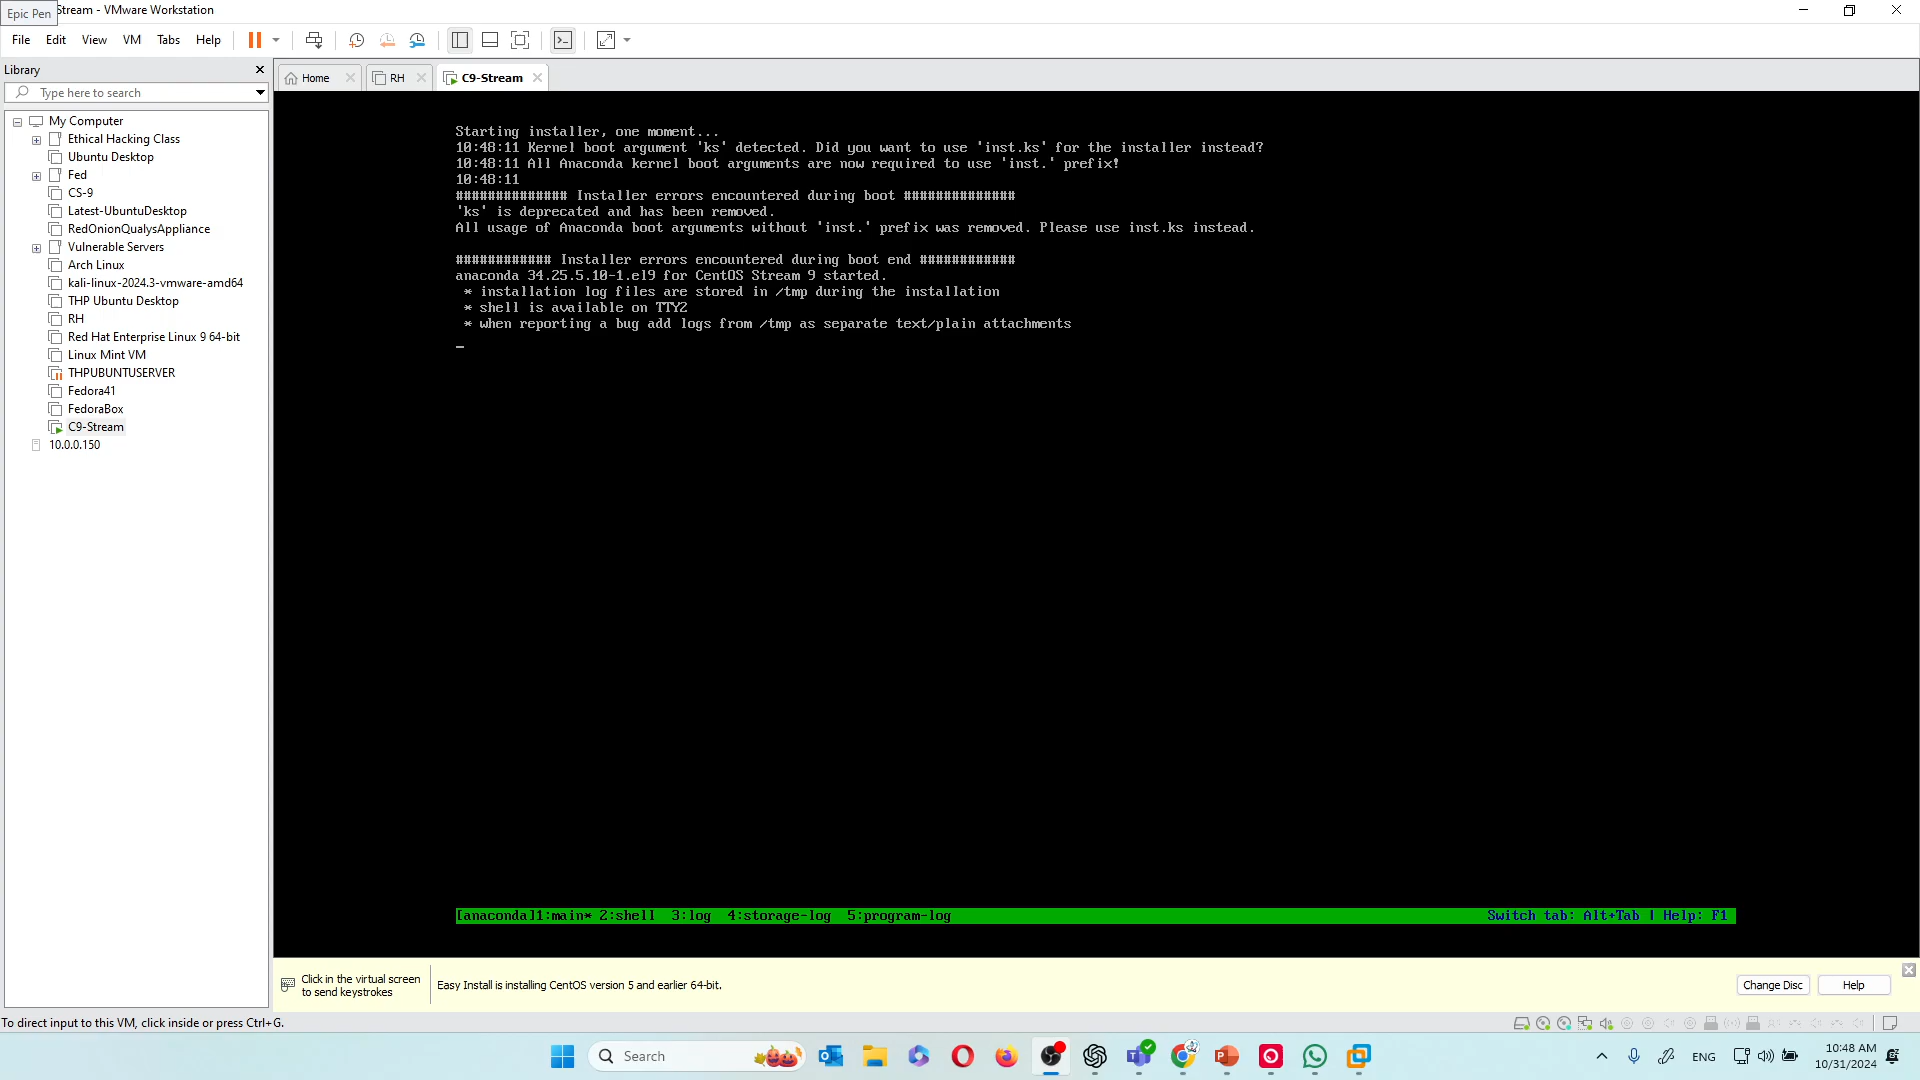 Epic Pen
Stream - VMware Workstation
File Edit View VM Tabs Help
Library
Type here to search
My Computer
Ethical Hacking Class
Ubuntu Desktop
Fed
CS-9
Latest-UbuntuDesktop
RedOnionQualysAppliance
Vulnerable Servers
Arch Linux
kali-linux-2024.3-vmware-amd64
THP Ubuntu Desktop
RH
Red Hat Enterprise Linux 9 64-bit
Linux Mint VM
THPUBUNTUSERVER
Fedora41
FedoraBox
C9-Stream
10.0.0.150
Home RH C9-Stream
Starting installer, one moment...
10:48:11 Kernel boot argument 'ks' detected. Did you want to use 'inst.ks' for the installer instead?
10:48:11 All Anaconda kernel boot arguments are now required to use 'inst.' prefix!
10:48:11
############## Installer errors encountered during boot ##############
'ks' is deprecated and has been removed.
All usage of Anaconda boot arguments without 'inst.' prefix was removed. Please use inst.ks instead.
############ Installer errors encountered during boot end ############
anaconda 34.25.5.10-1.el9 for CentOS Stream 9 started.
* installation log files are stored in /tmp during the installation
* shell is available on TTY2
* when reporting a bug add logs from /tmp as separate text/plain attachments
_
[anaconda]1:main* 2:shell 3:log 4:storage-log 5:program-log Switch tab: Alt+Tab | Help: F1
Click in the virtual screen
to send keystrokes
Easy Install is installing CentOS version 5 and earlier 64-bit.
Change Disc Help
To direct input to this VM, click inside or press Ctrl+G.
Search
ENG
10:48 AM
10/31/2024